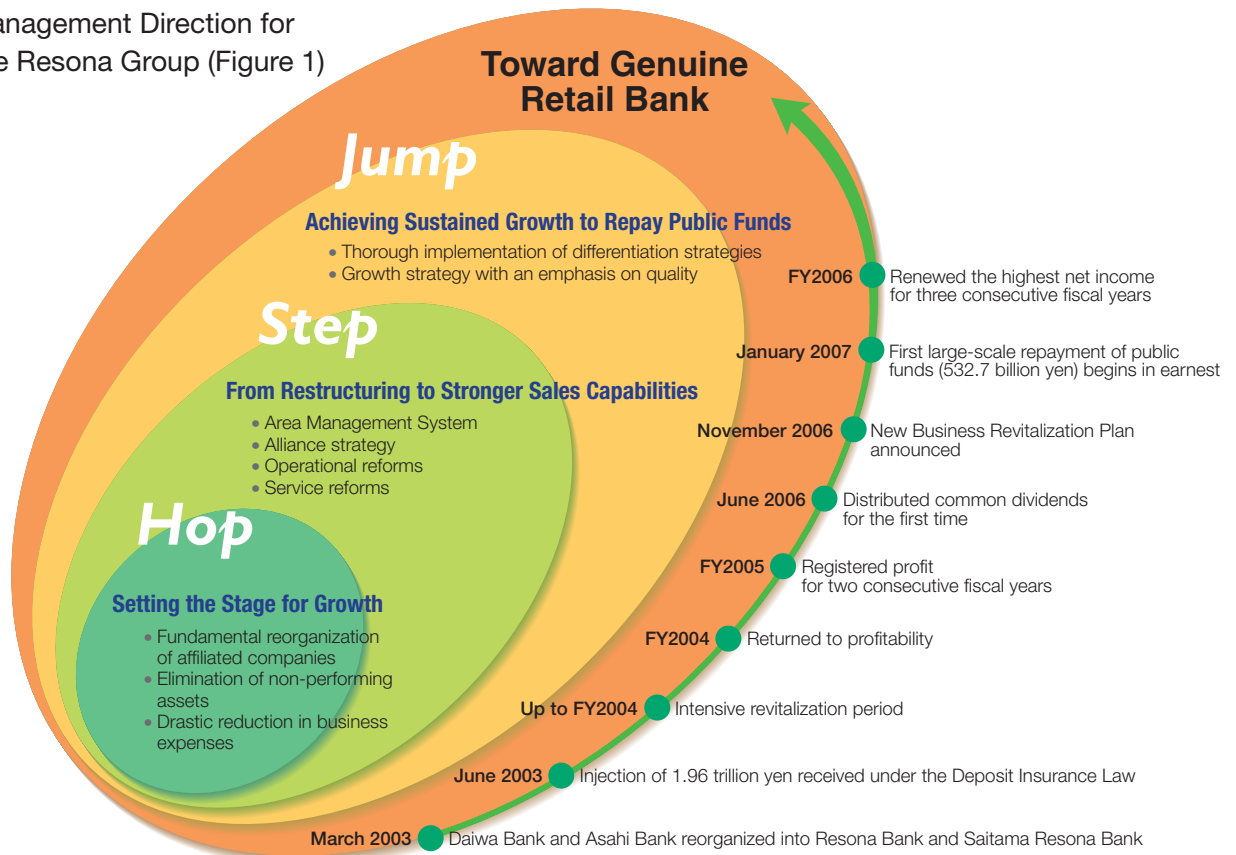 anagement Direction for
e Resona Group (Figure 1)
Toward Genuine
Retail Bank
Jump
Achieving Sustained Growth to Repay Public Funds
• Thorough implementation of differentiation strategies
• Growth strategy with an emphasis on quality
Step
From Restructuring to Stronger Sales Capabilities
• Area Management System
• Alliance strategy
• Operational reforms
• Service reforms
Hop
Setting the Stage for Growth
• Fundamental reorganization
of affiliated companies
• Elimination of non-performing
assets
• Drastic reduction in business
expenses
FY2006 Renewed the highest net income
for three consecutive fiscal years
January 2007 First large-scale repayment of public
funds (532.7 billion yen) begins in earnest
November 2006 New Business Revitalization Plan
announced
June 2006 Distributed common dividends
for the first time
FY2005 Registered profit
for two consecutive fiscal years
FY2004 Returned to profitability
Up to FY2004 Intensive revitalization period
June 2003 Injection of 1.96 trillion yen received under the Deposit Insurance Law
March 2003 Daiwa Bank and Asahi Bank reorganized into Resona Bank and Saitama Resona Bank